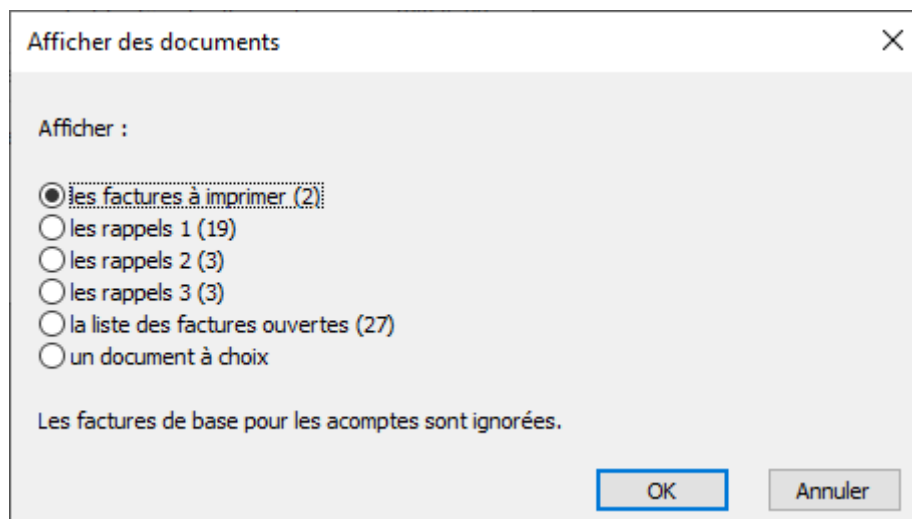 Afficher des documents
Afficher :
les factures à imprimer (2)
les rappels 1 (19)
les rappels 2 (3)
les rappels 3 (3)
la liste des factures ouvertes (27)
un document à choix
Les factures de base pour les acomptes sont ignorées.
OK Annuler